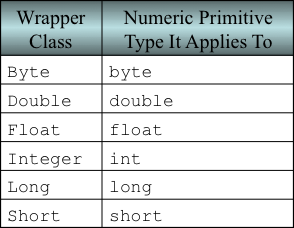 Wrapper Class
Numeric Primitive Type It Applies To
Byte byte
Double double
Float float
Integer int
Long long
Short short